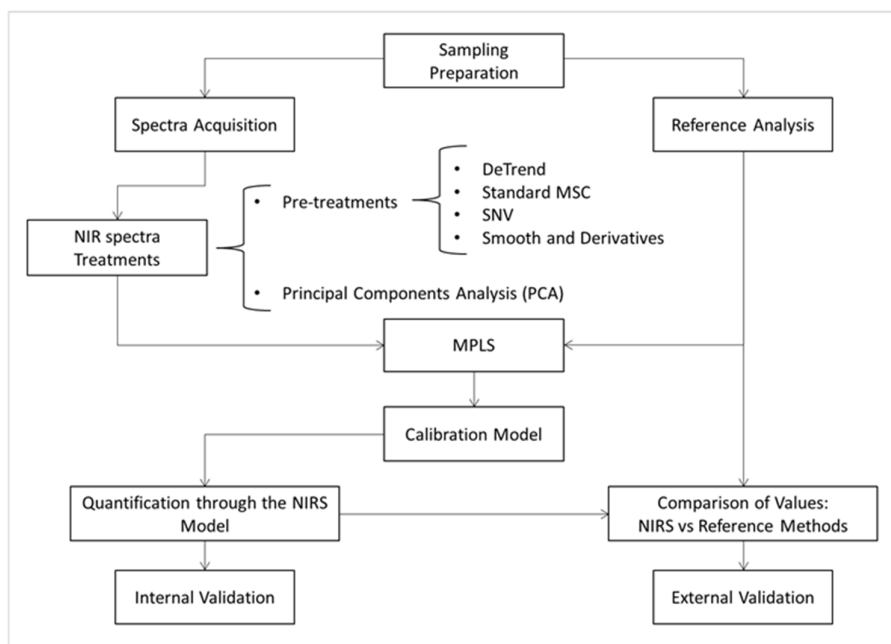 Sampling
Preparation
Spectra Acquisition
Reference Analysis
• DeTrend
• Pre-treatments
• Standard MSC
• SNV
• Smooth and Derivatives
NIR spectra
Treatments
• Principal Components Analysis (PCA)
MPLS
Calibration Model
Quantification through the NIRS
Model
Comparison of Values:
NIRS vs Reference Methods
Internal Validation
External Validation